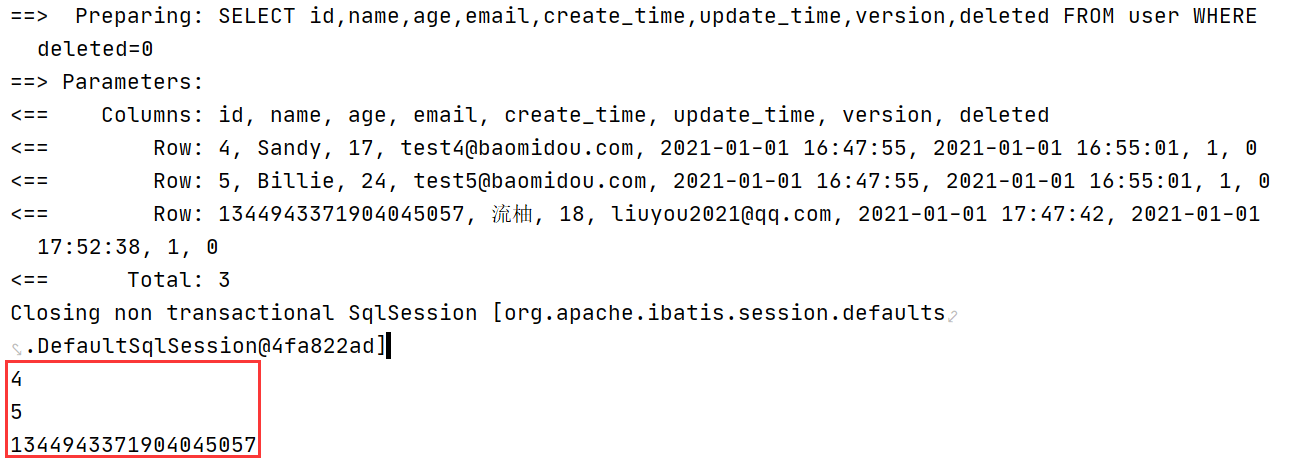 ==>  Preparing: SELECT id,name,age,email,create_time,update_time,version,deleted FROM user WHERE
deleted=0
==> Parameters:
<==    Columns: id, name, age, email, create_time, update_time, version, deleted
<==        Row: 4, Sandy, 17, test4@baomidou.com, 2021-01-01 16:47:55, 2021-01-01 16:55:01, 1, 0
<==        Row: 5, Billie, 24, test5@baomidou.com, 2021-01-01 16:47:55, 2021-01-01 16:55:01, 1, 0
<==        Row: 1344943371904045057, 流柚, 18, liuyou2021@qq.com, 2021-01-01 17:47:42, 2021-01-01
17:52:38, 1, 0
<==      Total: 3
Closing non transactional SqlSession [org.apache.ibatis.session.defaults
.DefaultSqlSession@4fa822ad]
4
5
1344943371904045057